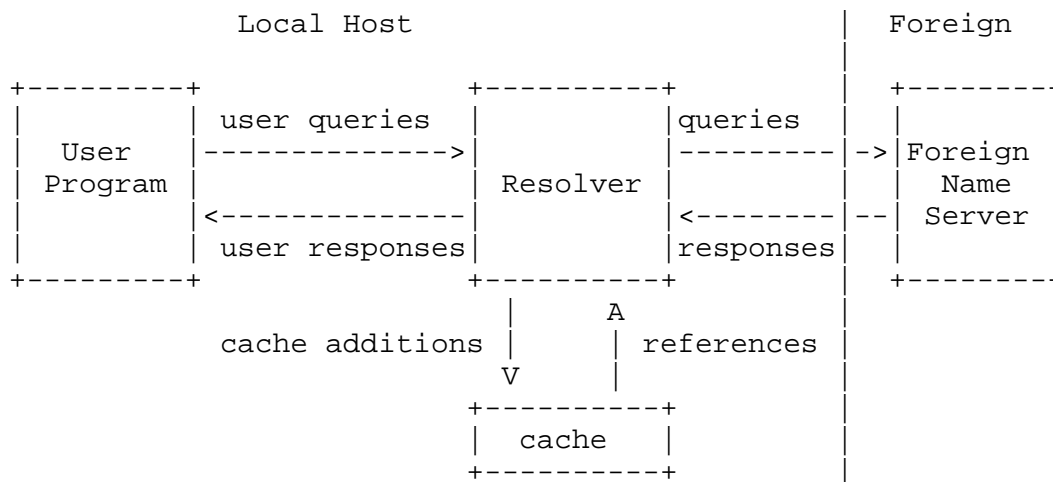 Local Host | Foreign
|
+---------+ +----------+ | +--------
| | user queries | |queries | |
| User |-------------->| |---------|->|Foreign
| Program | | Resolver | | | Name
| |<--------------| |<--------|--| Server
| | user responses| |responses| |
+---------+ +----------+ | +--------
| A |
cache additions | | references |
V | |
+----------+ |
| cache | |
+----------+ |